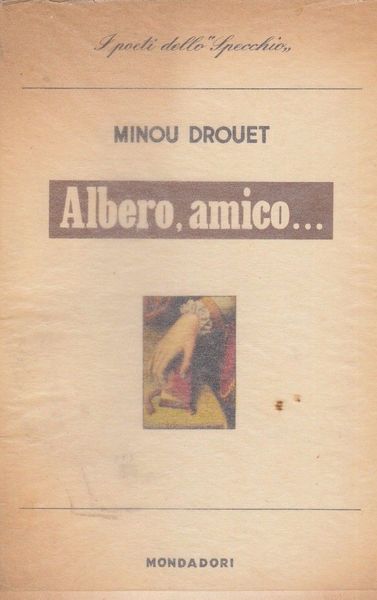 I poeti dello "Specchio„
MINOU DROUET
Albero, amico...
MONDADORI